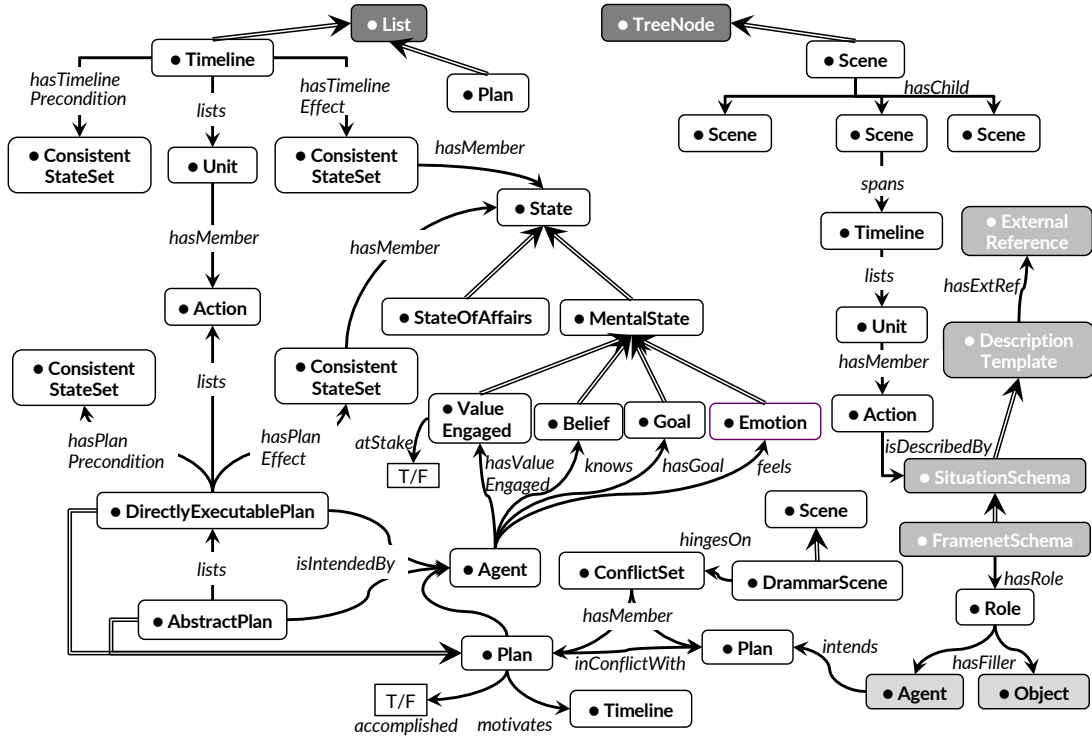 ● List
● TreeNode
● Timeline
● Scene
hasTimeline
Precondition
hasTimeline
Effect
● Plan
hasChild
lists
● Scene
● Scene
● Scene
● Consistent
StateSet
● Unit
● Consistent
StateSet
hasMember
spans
● State
● External
Reference
hasMember
hasMember
● Timeline
lists
hasExtRef
● Action
● StateOfAffairs
● MentalState
● Unit
● Description
Template
hasMember
● Consistent
StateSet
● Consistent
StateSet
lists
● Value
Engaged
● Belief
● Goal
● Emotion
● Action
hasPlan
Precondition
hasPlan
Effect
atStake
T/F
hasValue
Engaged
knows
hasGoal
feels
isDescribedBy
● SituationSchema
● DirectlyExecutablePlan
● Scene
hingesOn
● FramenetSchema
lists
isIntendedBy
● Agent
● ConflictSet
● DrammarScene
hasRole
● AbstractPlan
hasMember
● Role
● Plan
inConflictWith
● Plan
intends
hasFiller
● Agent
● Object
T/F
accomplished
motivates
● Timeline